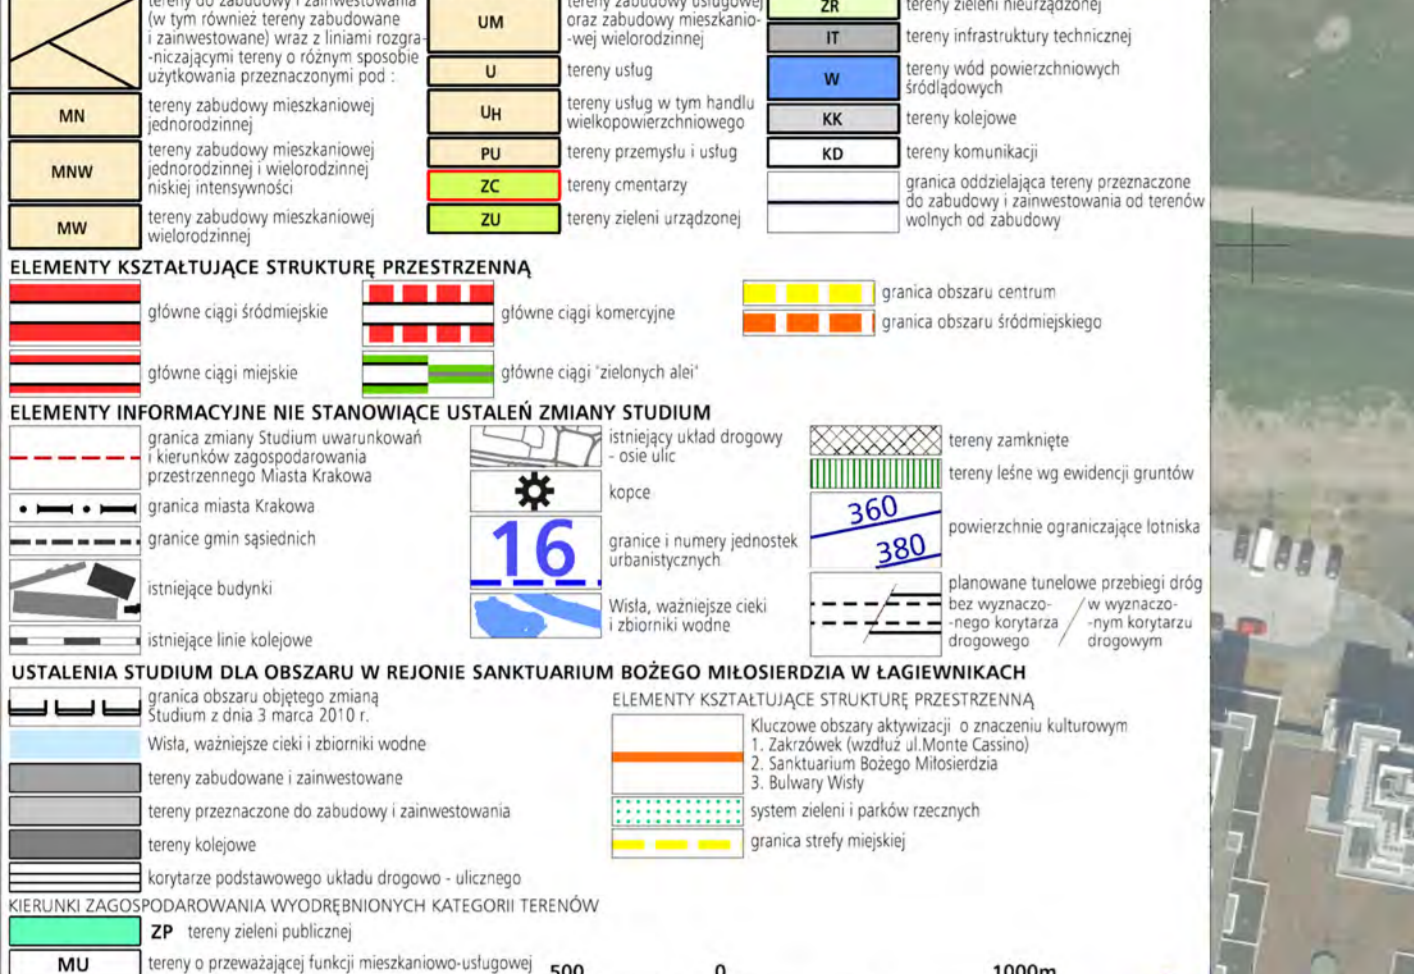 tereny do zabudowy i zainwestowania
(w tym również tereny zabudowane
i zainwestowane) wraz z liniami rozgra-
-niczającymi tereny o różnym sposobie
użytkowania przeznaczonymi pod :
MN
tereny zabudowy mieszkaniowej
jednorodzinnej
MNW
tereny zabudowy mieszkaniowej
jednorodzinnej i wielorodzinnej
niskiej intensywności
MW
tereny zabudowy mieszkaniowej
wielorodzinnej
UM
tereny zabudowy usługowej
oraz zabudowy mieszkanio-
-wej wielorodzinnej
U
tereny usług
UH
tereny usług w tym handlu
wielkopowierzchniowego
PU
tereny przemysłu i usług
ZC
tereny cmentarzy
ZU
tereny zieleni urządzonej
ZR
tereny zieleni nieurządzonej
IT
tereny infrastruktury technicznej
W
tereny wód powierzchniowych
śródlądowych
KK
tereny kolejowe
KD
tereny komunikacji
granica oddzielająca tereny przeznaczone
do zabudowy i zainwestowania od terenów
wolnych od zabudowy
ELEMENTY KSZTAŁTUJĄCE STRUKTURĘ PRZESTRZENNĄ
główne ciągi śródmiejskie
główne ciągi miejskie
główne ciągi komercyjne
główne ciągi "zielonych alei"
granica obszaru centrum
granica obszaru śródmiejskiego
ELEMENTY INFORMACYJNE NIE STANOWIĄCE USTALEŃ ZMIANY STUDIUM
granica zmiany Studium uwarunkowań
i kierunków zagospodarowania
przestrzennego Miasta Krakowa
granica miasta Krakowa
granice gmin sąsiednich
istniejące budynki
istniejące linie kolejowe
istniejący układ drogowy
- osie ulic
kopce
16
granice i numery jednostek
urbanistycznych
Wisła, ważniejsze cieki
i zbiorniki wodne
tereny zamknięte
tereny leśne wg ewidencji gruntów
360
380
powierzchnie ograniczające lotniska
planowane tunelowe przebiegi dróg
bez wyznaczo- / w wyznaczo-
-nego korytarza / -nym korytarzu
drogowego / drogowym
USTALENIA STUDIUM DLA OBSZARU W REJONIE SANKTUARIUM BOŻEGO MIŁOSIERDZIA W ŁAGIEWNIKACH
granica obszaru objętego zmianą
Studium z dnia 3 marca 2010 r.
Wisła, ważniejsze cieki i zbiorniki wodne
tereny zabudowane i zainwestowane
tereny przeznaczone do zabudowy i zainwestowania
tereny kolejowe
korytarze podstawowego układu drogowo - ulicznego
ELEMENTY KSZTAŁTUJĄCE STRUKTURĘ PRZESTRZENNĄ
Kluczowe obszary aktywizacji o znaczeniu kulturowym
1. Zakrzówek (wzdłuż ul.Monte Cassino)
2. Sanktuarium Bożego Miłosierdzia
3. Bulwary Wisły
system zieleni i parków rzecznych
granica strefy miejskiej
KIERUNKI ZAGOSPODAROWANIA WYODRĘBNIONYCH KATEGORII TERENÓW
ZP tereny zieleni publicznej
MU
tereny o przeważającej funkcji mieszkaniowo-usługowej
500 0 1000m